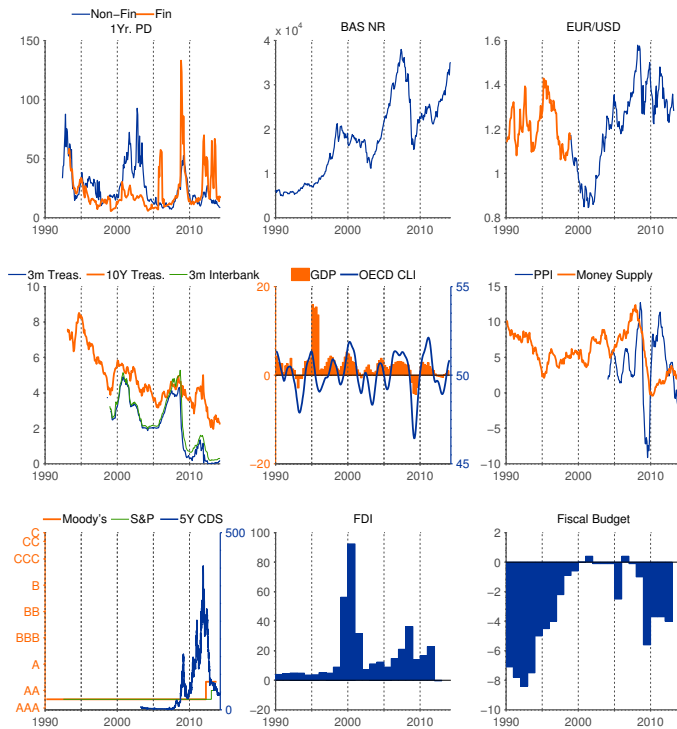 Non−Fin Fin
1Yr. PD
150
100
50
0
1990 2000 2010
BAS NR
x 10^4
4
3
2
1
0
1990 2000 2010
EUR/USD
1.6
1.4
1.2
1
0.8
1990 2000 2010
3m Treas. 10Y Treas. 3m Interbank
10
8
6
4
2
0
1990 2000 2010
GDP OECD CLI
20 55
0 50
−20 45
1990 2000 2010
PPI Money Supply
15
10
5
0
−5
−10
1990 2000 2010
Moody's S&P 5Y CDS
C 500
CC
CCC
B
BB
BBB
A
AA
AAA 0
1990 2000 2010
FDI
100
80
60
40
20
0
−20
1990 2000 2010
Fiscal Budget
2
0
−2
−4
−6
−8
−10
1990 2000 2010